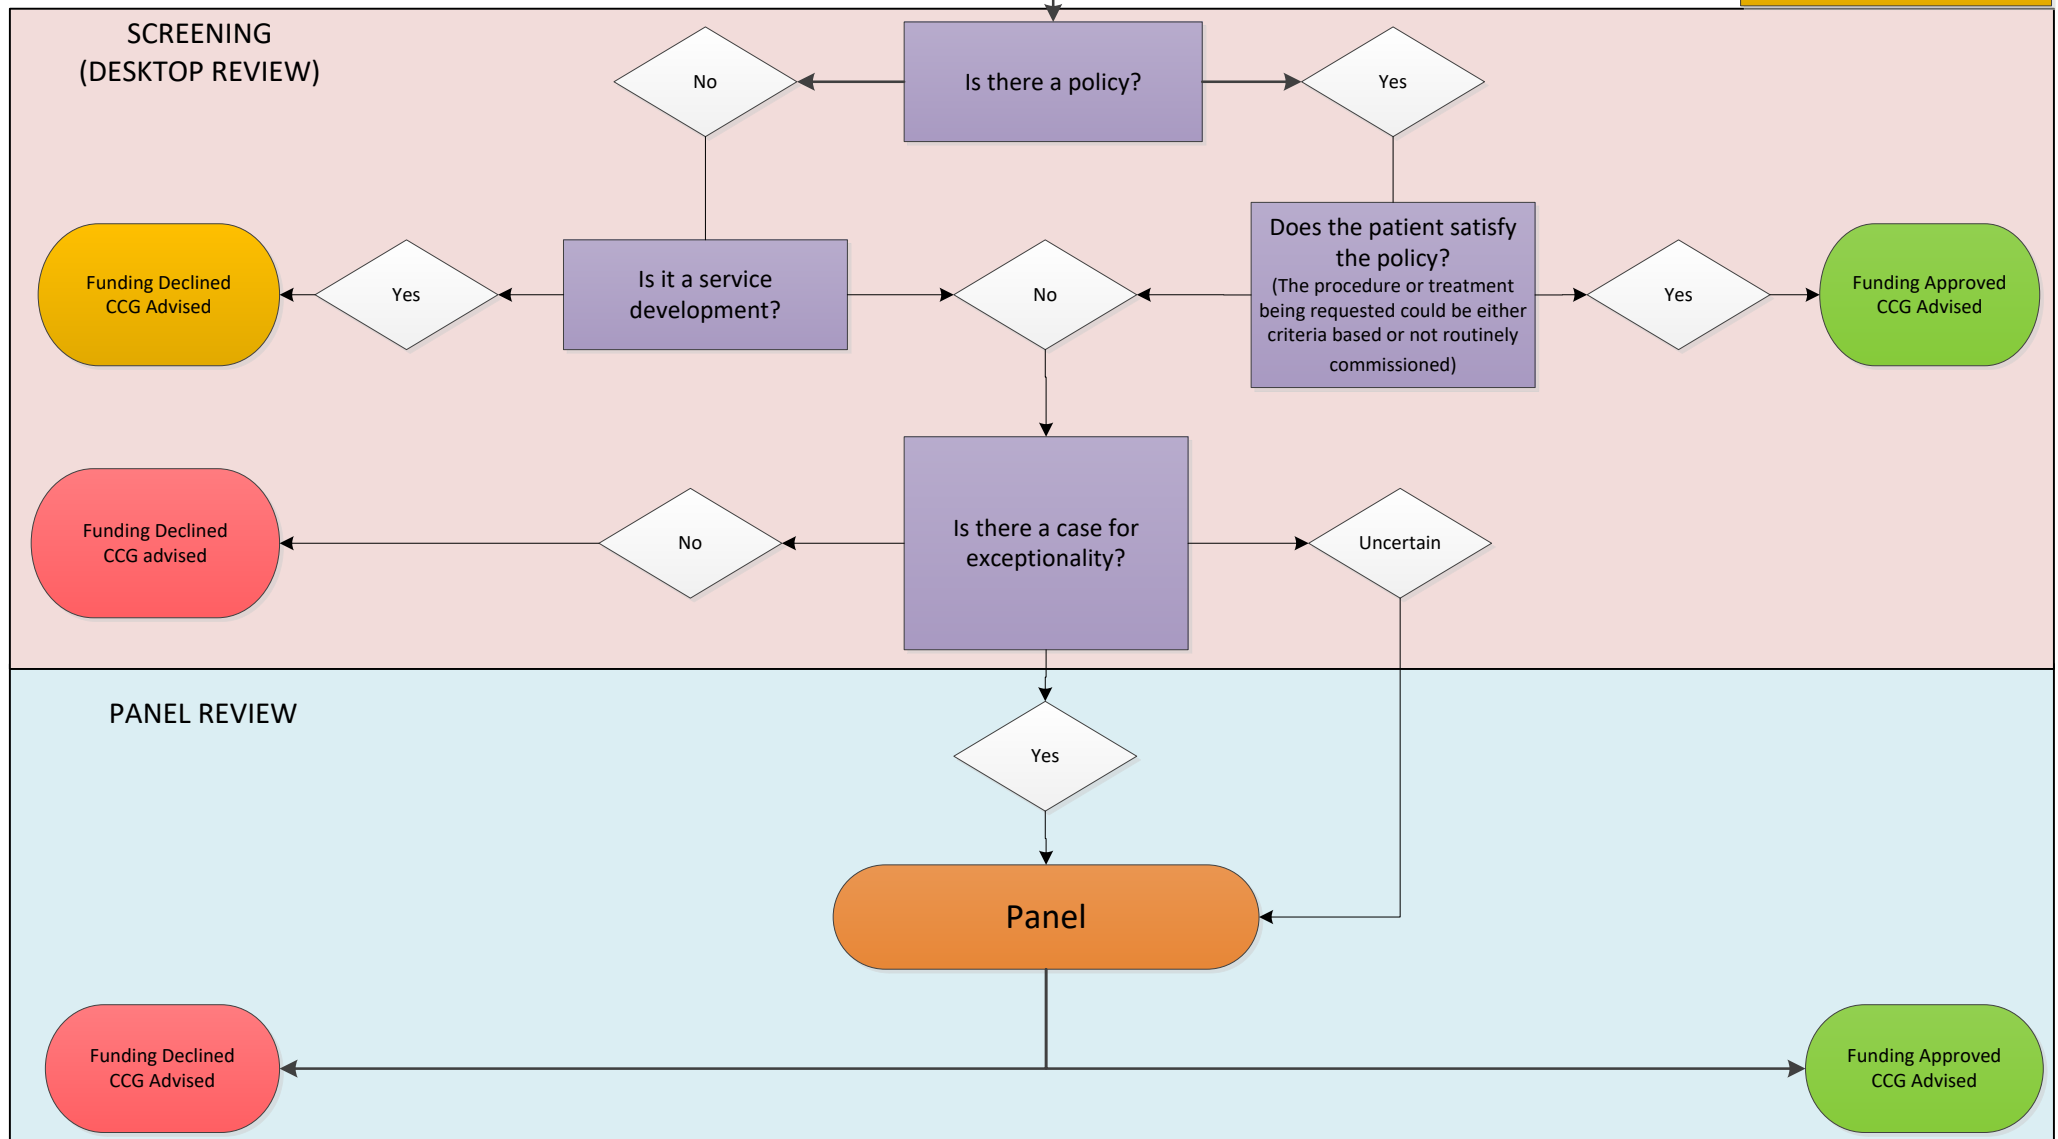 SCREENING
(DESKTOP REVIEW)
No
Is there a policy?
Yes
Funding Declined
CCG Advised
Yes
Is it a service
development?
No
Does the patient satisfy
the policy?
(The procedure or treatment
being requested could be either
criteria based or not routinely
commissioned)
Yes
Funding Approved
CCG Advised
Funding Declined
CCG advised
No
Is there a case for
exceptionality?
Uncertain
PANEL REVIEW
Yes
Panel
Funding Declined
CCG Advised
Funding Approved
CCG Advised